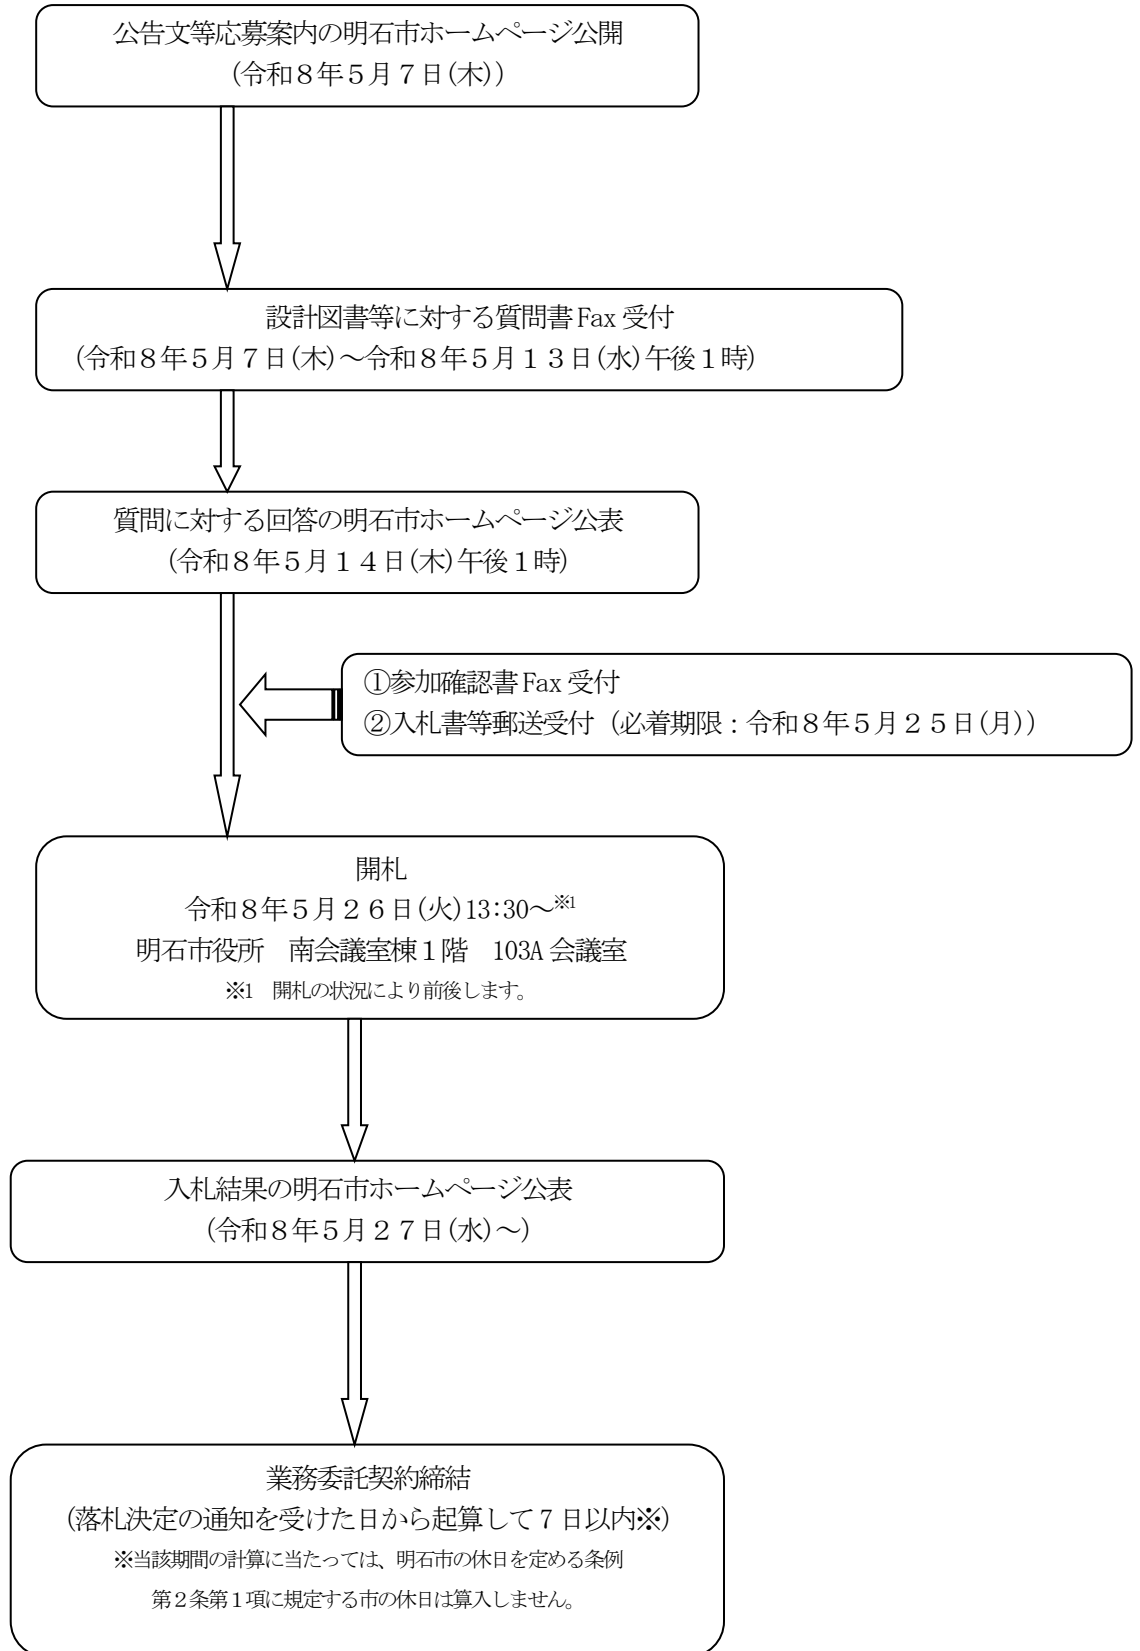 公告文等応募案内の明石市ホームページ公開
(令和８年５月７日(木))
設計図書等に対する質問書 Fax 受付
(令和８年５月７日(木)～令和８年５月１３日(水)午後１時)
質問に対する回答の明石市ホームページ公表
(令和８年５月１４日(木)午後１時)
①参加確認書 Fax 受付
②入札書等郵送受付（必着期限：令和８年５月２５日(月)）
開札
令和８年５月２６日(火)13:30～※1
明石市役所　南会議室棟１階　103A 会議室
※1　開札の状況により前後します。
入札結果の明石市ホームページ公表
(令和８年５月２７日(水)～)
業務委託契約締結
(落札決定の通知を受けた日から起算して７日以内※)
※当該期間の計算に当たっては、明石市の休日を定める条例
第２条第１項に規定する市の休日は算入しません。